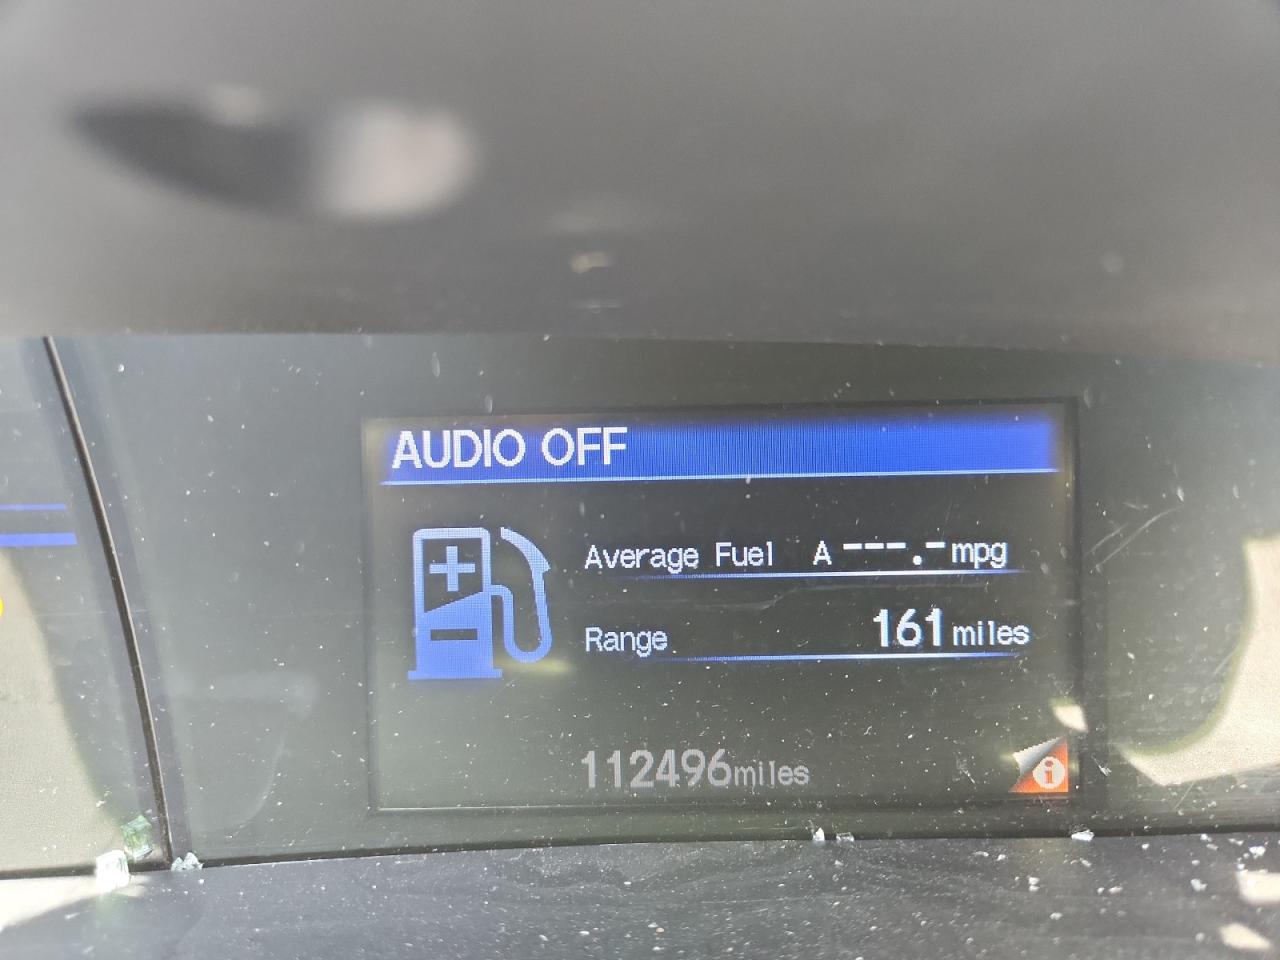 AUDIO OFF
Average Fuel A ---.- mpg
Range 161 miles
112496 miles